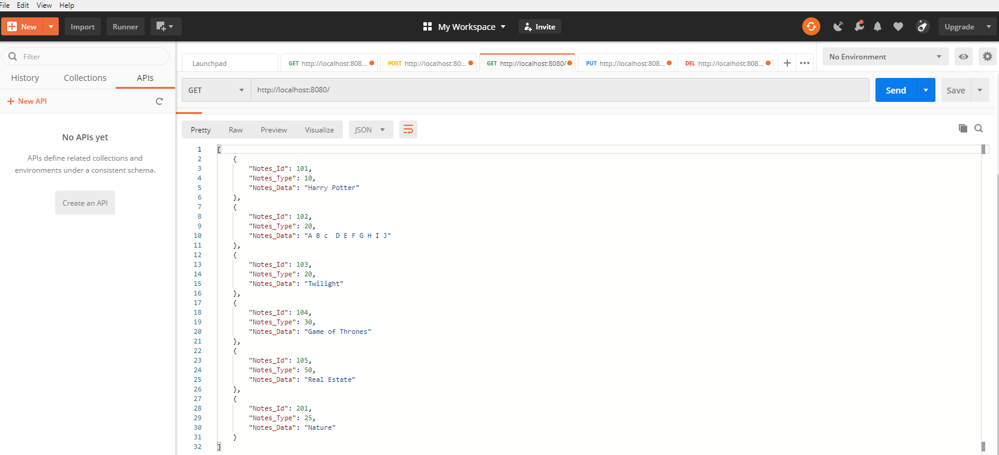 File Edit View Help
New Import Runner My Workspace Invite Upgrade
Filter
History Collections APIs
New API
No APIs yet
APIs define related collections and
environments under a consistent schema.
Create an API
Launchpad GET http://localhost:808... POST http://localhost:80... GET http://localhost:8080/ PUT http://localhost:808... DEL http://localhost:808... + ••• No Environment
GET http://localhost:8080/ Send Save
Pretty Raw Preview Visualize JSON
1 [
2 {
3 "Notes_Id": 101,
4 "Notes_Type": 10,
5 "Notes_Data": "Harry Potter"
6 },
7 {
8 "Notes_Id": 102,
9 "Notes_Type": 20,
10 "Notes_Data": "A B c  D E F G H I J"
11 },
12 {
13 "Notes_Id": 103,
14 "Notes_Type": 20,
15 "Notes_Data": "Twilight"
16 },
17 {
18 "Notes_Id": 104,
19 "Notes_Type": 30,
20 "Notes_Data": "Game of Thrones"
21 },
22 {
23 "Notes_Id": 105,
24 "Notes_Type": 50,
25 "Notes_Data": "Real Estate"
26 },
27 {
28 "Notes_Id": 201,
29 "Notes_Type": 25,
30 "Notes_Data": "Nature"
31 }
32 ]